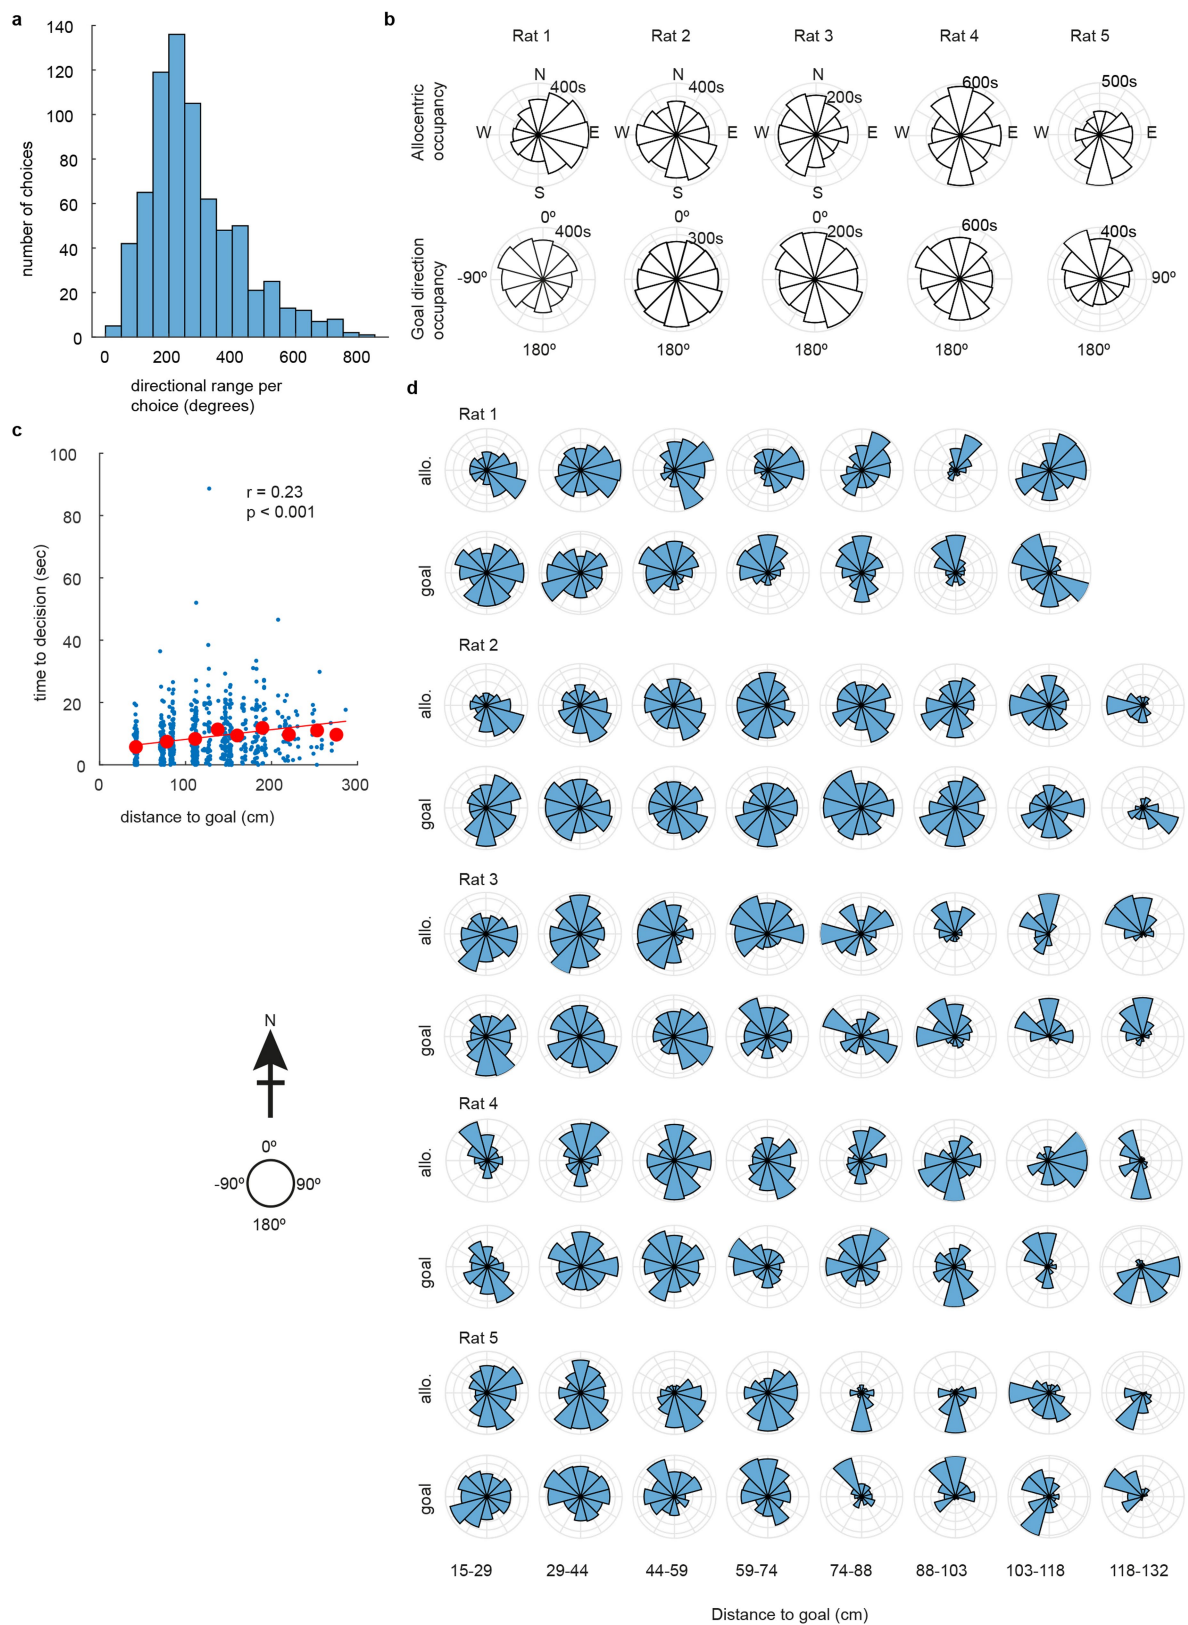 a
140
120
100
80
60
40
20
0
0 200 400 600 800
number of choices
directional range per
choice (degrees)
b
Rat 1 Rat 2 Rat 3 Rat 4 Rat 5
Allocentric
occupancy
N N N
400s 400s 200s 600s 500s
W E W E W E W E W E
S S S
Goal direction
occupancy
0º 0º 0º
400s 300s 200s 600s 400s
-90º 90º
180º 180º 180º 180º 180º
c
100
80
60
40
20
0
0 100 200 300
time to decision (sec)
distance to goal (cm)
r = 0.23
p < 0.001
N
0º
-90º 90º
180º
d
Rat 1
allo.
goal
Rat 2
allo.
goal
Rat 3
allo.
goal
Rat 4
allo.
goal
Rat 5
allo.
goal
15-29 29-44 44-59 59-74 74-88 88-103 103-118 118-132
Distance to goal (cm)